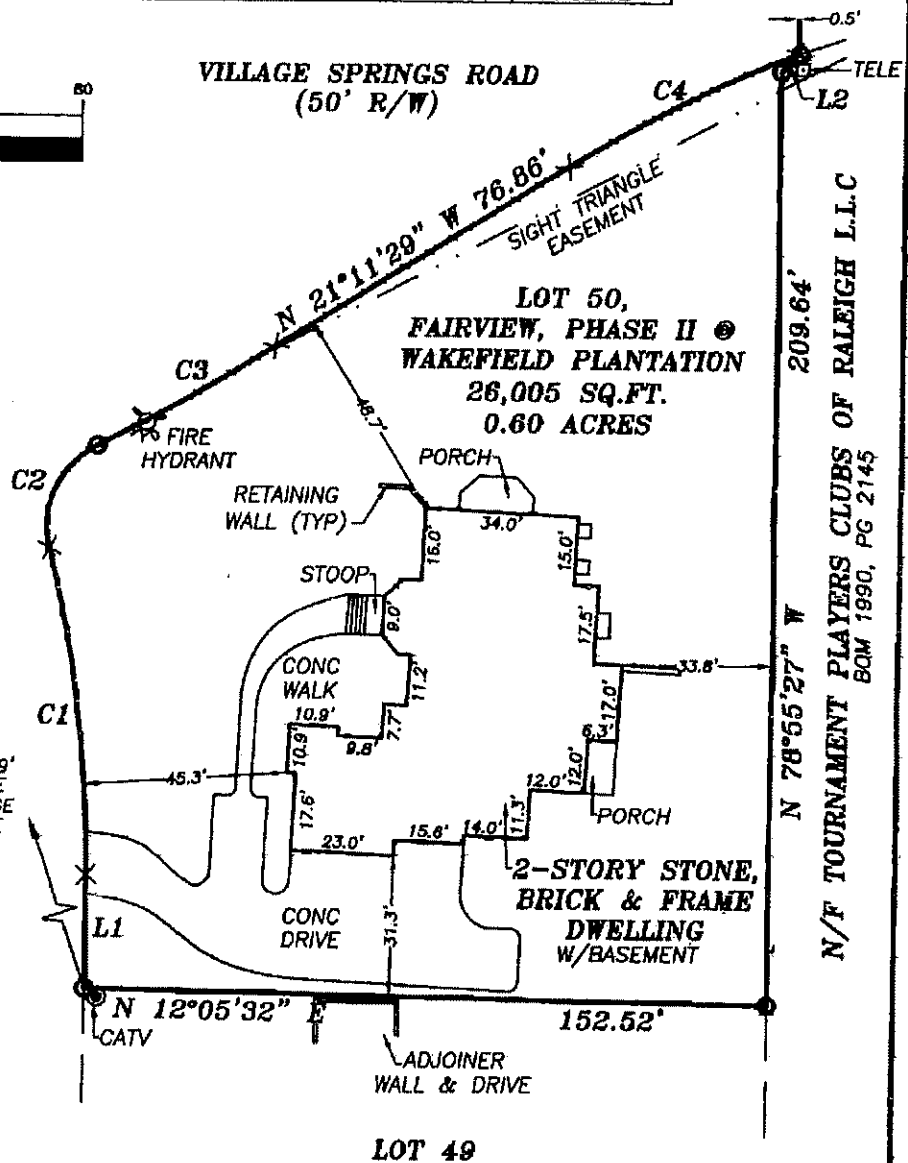 0.5'
VILLAGE SPRINGS ROAD
(50' R/W)
TELE
C4
L2
80
N 21°11'29" W 76.86'
SIGHT TRIANGLE
EASEMENT
LOT 50,
FAIRVIEW, PHASE II @
WAKEFIELD PLANTATION
26,005 SQ.FT.
0.60 ACRES
209.64'
N 78°55'27" W
N/F TOURNAMENT PLAYERS CLUBS OF RALEIGH L.L.C
BOM 1990, PG 2145
C3
FIRE
HYDRANT
C2
48.7'
PORCH
RETAINING
WALL (TYP)
34.0'
16.0'
15.0'
STOOP
9.0'
17.5'
CONC
WALK
11.2'
33.8'
17.0'
C1
10.9'
9.8'
7.7'
6.3'
10.9'
45.3'
12.0'
12.0'
17.6'
PORCH
11.3'
23.0'
15.6'
14.0'
2-STORY STONE,
BRICK & FRAME
DWELLING
W/BASEMENT
CONC
DRIVE
31.3'
L1
N 12°05'32" E
152.52'
CATV
ADJOINER
WALL & DRIVE
LOT 49